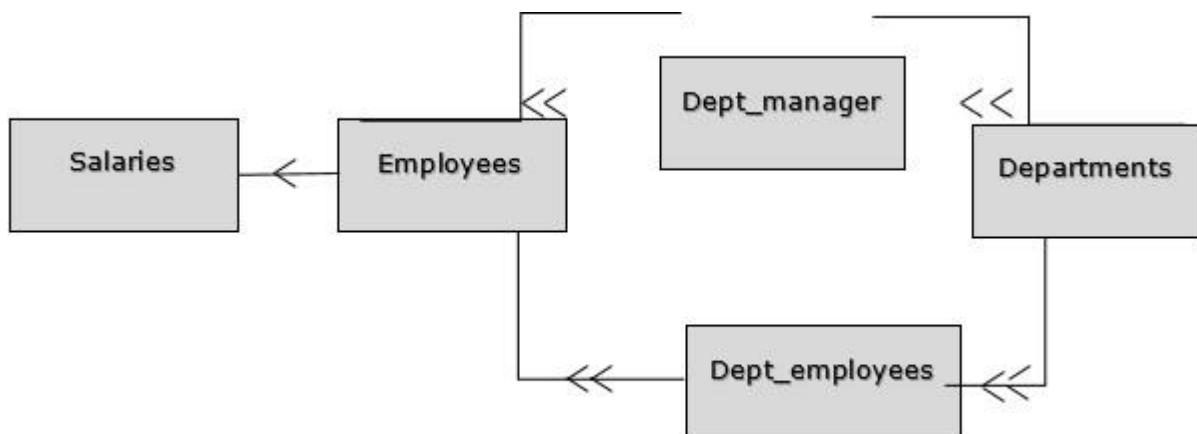 Dept_manager
Salaries
Employees
Departments
Dept_employees